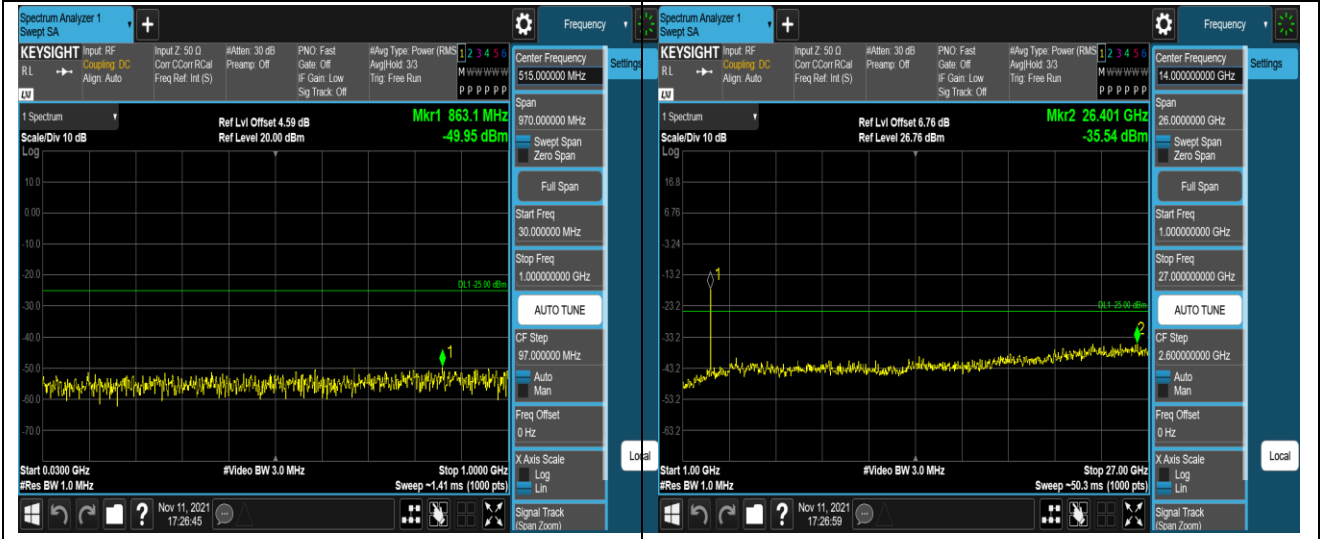 Spectrum Analyzer 1
Swept SA
+
Frequency
KEYSIGHT
RL
LXI
Input: RF
Coupling: DC
Align: Auto
Input Z: 50 Ω
Corr CCorr RCal
Freq Ref: Int (S)
#Atten: 30 dB
Preamp: Off
PNO: Fast
Gate: Off
IF Gain: Low
Sig Track: Off
#Avg Type: Power (RMS
Avg|Hold: 3/3
Trig: Free Run
1 2 3 4 5 6
M W W W W W
P P P P P P
1 Spectrum
Scale/Div 10 dB
Log
Ref Lvl Offset 4.59 dB
Ref Level 20.00 dBm
Mkr1 863.1 MHz
-49.95 dBm
10.0
0.00
-10.0
-20.0
DL1 -25.00 dBm
-30.0
-40.0
1
-50.0
-60.0
-70.0
Start 0.0300 GHz
#Res BW 1.0 MHz
#Video BW 3.0 MHz
Stop 1.0000 GHz
Sweep ~1.41 ms (1000 pts)
?
Nov 11, 2021
17:26:45
Center Frequency
515.000000 MHz
Settings
Span
970.000000 MHz
Swept Span
Zero Span
Full Span
Start Freq
30.000000 MHz
Stop Freq
1.000000000 GHz
AUTO TUNE
CF Step
97.000000 MHz
Auto
Man
Freq Offset
0 Hz
X Axis Scale
Log
Lin
Local
Signal Track
(Span Zoom)
Spectrum Analyzer 1
Swept SA
+
Frequency
KEYSIGHT
RL
LXI
Input: RF
Coupling: DC
Align: Auto
Input Z: 50 Ω
Corr CCorr RCal
Freq Ref: Int (S)
#Atten: 30 dB
Preamp: Off
PNO: Fast
Gate: Off
IF Gain: Low
Sig Track: Off
#Avg Type: Power (RMS
Avg|Hold: 3/3
Trig: Free Run
1 2 3 4 5 6
M W W W W W
P P P P P P
1 Spectrum
Scale/Div 10 dB
Log
Ref Lvl Offset 6.76 dB
Ref Level 26.76 dBm
Mkr2 26.401 GHz
-35.54 dBm
16.8
6.76
-3.24
-13.2
1
-23.2
DL1 -25.00 dBm
-33.2
2
-43.2
-53.2
-63.2
Start 1.00 GHz
#Res BW 1.0 MHz
#Video BW 3.0 MHz
Stop 27.00 GHz
Sweep ~50.3 ms (1000 pts)
?
Nov 11, 2021
17:26:59
Center Frequency
14.000000000 GHz
Settings
Span
26.0000000 GHz
Swept Span
Zero Span
Full Span
Start Freq
1.000000000 GHz
Stop Freq
27.000000000 GHz
AUTO TUNE
CF Step
2.600000000 GHz
Auto
Man
Freq Offset
0 Hz
X Axis Scale
Log
Lin
Local
Signal Track
(Span Zoom)